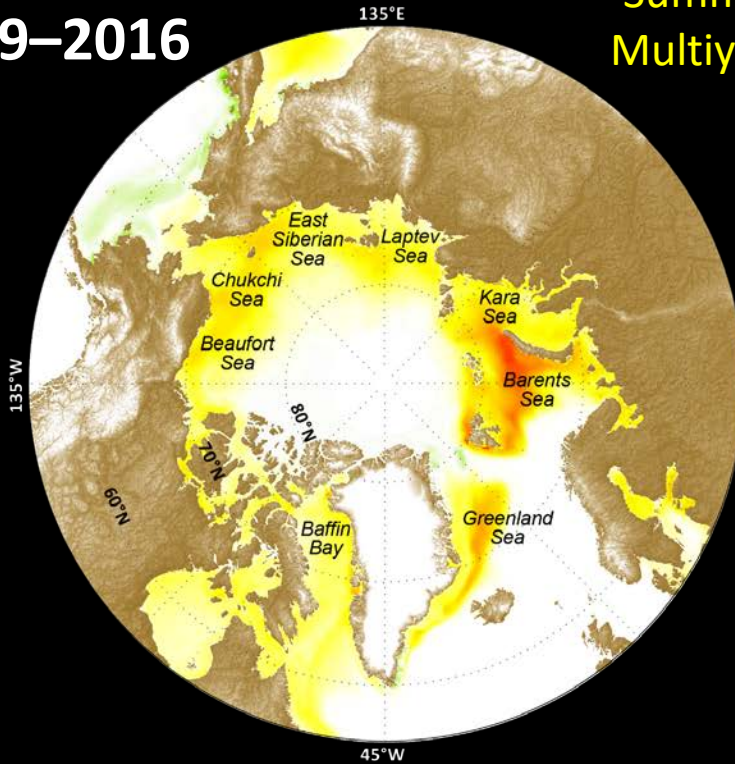 135°E
9–2016
Multiy
East
Siberian
Sea
Laptev
Sea
Chukchi
Sea
Kara
Sea
Beaufort
Sea
Barents
Sea
135°W
80°N
70°N
60°N
Baffin
Bay
Greenland
Sea
45°W